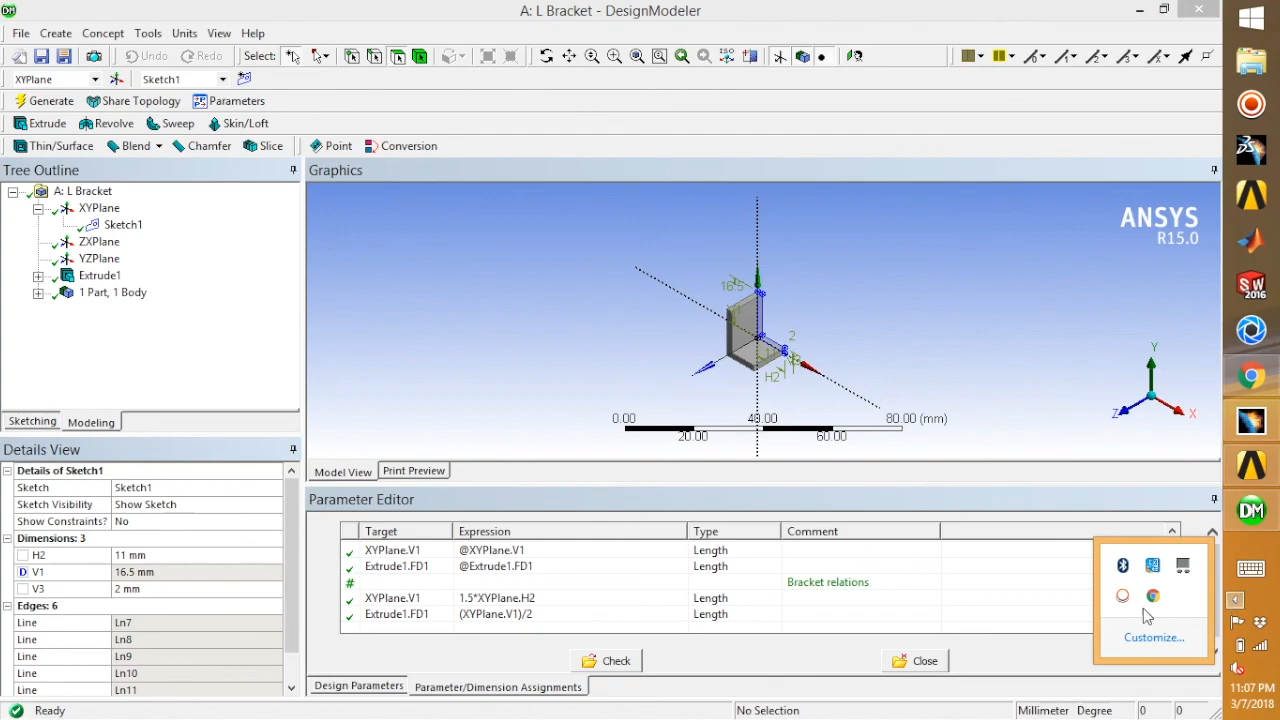 A: L Bracket - DesignModeler
File Create Concept Tools Units View Help
Undo Redo Select:
XYPlane Sketch1
Generate Share Topology Parameters
Extrude Revolve Sweep Skin/Loft
Thin/Surface Blend Chamfer Slice Point Conversion
Tree Outline
A: L Bracket
XYPlane
Sketch1
ZXPlane
YZPlane
Extrude1
1 Part, 1 Body
Sketching Modeling
Details View
Details of Sketch1
Sketch Sketch1
Sketch Visibility Show Sketch
Show Constraints? No
Dimensions: 3
H2 11 mm
D V1 16.5 mm
V3 2 mm
Edges: 6
Line Ln7
Line Ln8
Line Ln9
Line Ln10
Line Ln11
Graphics
ANSYS
R15.0
16.5
2
H2
Y
Z
X
0.00 40.00 80.00 (mm)
20.00 60.00
Model View Print Preview
Parameter Editor
Target Expression Type Comment
XYPlane.V1 @XYPlane.V1 Length
Extrude1.FD1 @Extrude1.FD1 Length
# Bracket relations
XYPlane.V1 1.5*XYPlane.H2 Length
Extrude1.FD1 (XYPlane.V1)/2 Length
Check Close
Design Parameters Parameter/Dimension Assignments
Customize...
Ready No Selection Millimeter Degree 0 0
SW
2016
DM
11:07 PM
3/7/2018